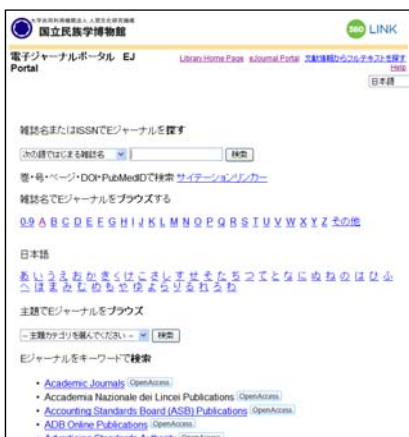 大学共同利用機関法人 人間文化研究機構
国立民族学博物館
360 LINK
電子ジャーナルポータル EJ Portal
Library Home Page eJournal Portal 文献情報からフルテキストを探す
Help
日本語
雑誌名またはISSNでEジャーナルを探す
次の語ではじまる雑誌名 検索
巻・号・ページ・DOI・PubMedIDで検索 サイテーションリンカー
雑誌名でEジャーナルをブラウズする
0-9 A B C D E F G H I J K L M N O P Q R S T U V W X Y Z その他
日本語
あ い う え お か き く け こ さ し す せ そ た ち つ て と な に ぬ ね の は ひ ふ
へ ほ ま み む め も や ゆ よ ら り る れ ろ わ
主題でEジャーナルをブラウズ
-- 主題カテゴリを選んでください -- 検索
Eジャーナルをキーワードで検索
• Academic Journals OpenAccess
• Accademia Nazionale dei Lincei Publications OpenAccess
• Accounting Standards Board (ASB) Publications OpenAccess
• ADB Online Publications OpenAccess
• Advertising Standards Authority OpenAccess